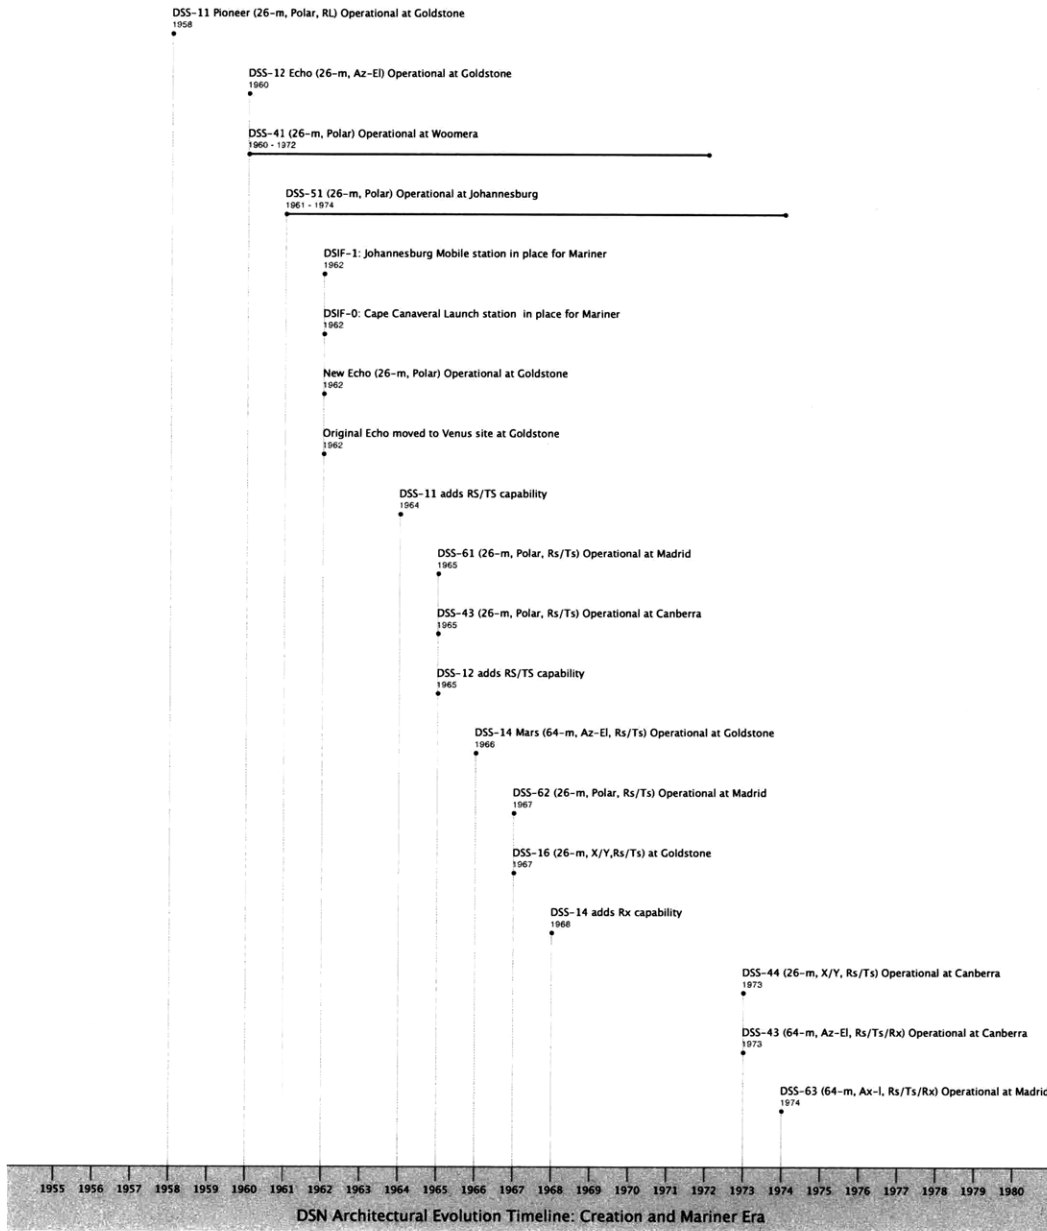 DSS-11 Pioneer (26-m, Polar, RL) Operational at Goldstone
1958
DSS-12 Echo (26-m, Az-El) Operational at Goldstone
1960
DSS-41 (26-m, Polar) Operational at Woomera
1960 - 1972
DSS-51 (26-m, Polar) Operational at Johannesburg
1961 - 1974
DSIF-1: Johannesburg Mobile station in place for Mariner
1962
DSIF-0: Cape Canaveral Launch station in place for Mariner
1962
New Echo (26-m, Polar) Operational at Goldstone
1962
Original Echo moved to Venus site at Goldstone
1962
DSS-11 adds RS/TS capability
1964
DSS-61 (26-m, Polar, Rs/Ts) Operational at Madrid
1965
DSS-43 (26-m, Polar, Rs/Ts) Operational at Canberra
1965
DSS-12 adds RS/TS capability
1965
DSS-14 Mars (64-m, Az-El, Rs/Ts) Operational at Goldstone
1966
DSS-62 (26-m, Polar, Rs/Ts) Operational at Madrid
1967
DSS-16 (26-m, X/Y,Rs/Ts) at Goldstone
1967
DSS-14 adds Rx capability
1968
DSS-44 (26-m, X/Y, Rs/Ts) Operational at Canberra
1973
DSS-43 (64-m, Az-El, Rs/Ts/Rx) Operational at Canberra
1973
DSS-63 (64-m, Ax-l, Rs/Ts/Rx) Operational at Madrid
1974
1955 1956 1957 1958 1959 1960 1961 1962 1963 1964 1965 1966 1967 1968 1969 1970 1971 1972 1973 1974 1975 1976 1977 1978 1979 1980
DSN Architectural Evolution Timeline: Creation and Mariner Era